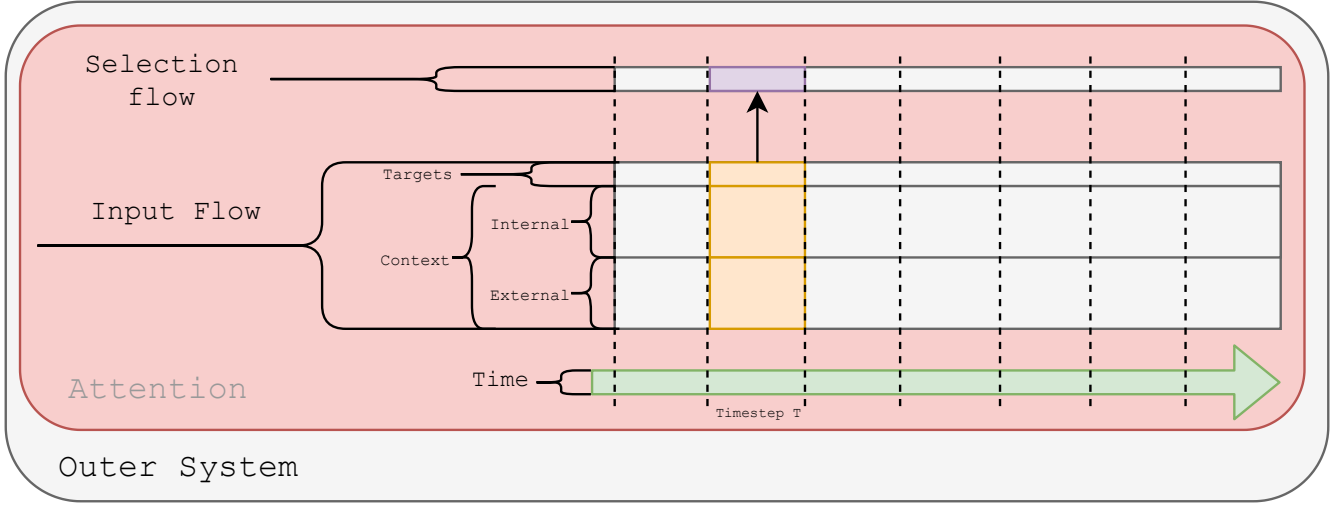 Selection
flow
Targets
Input Flow
Internal
Context
External
Time
Attention
Timestep T
Outer System